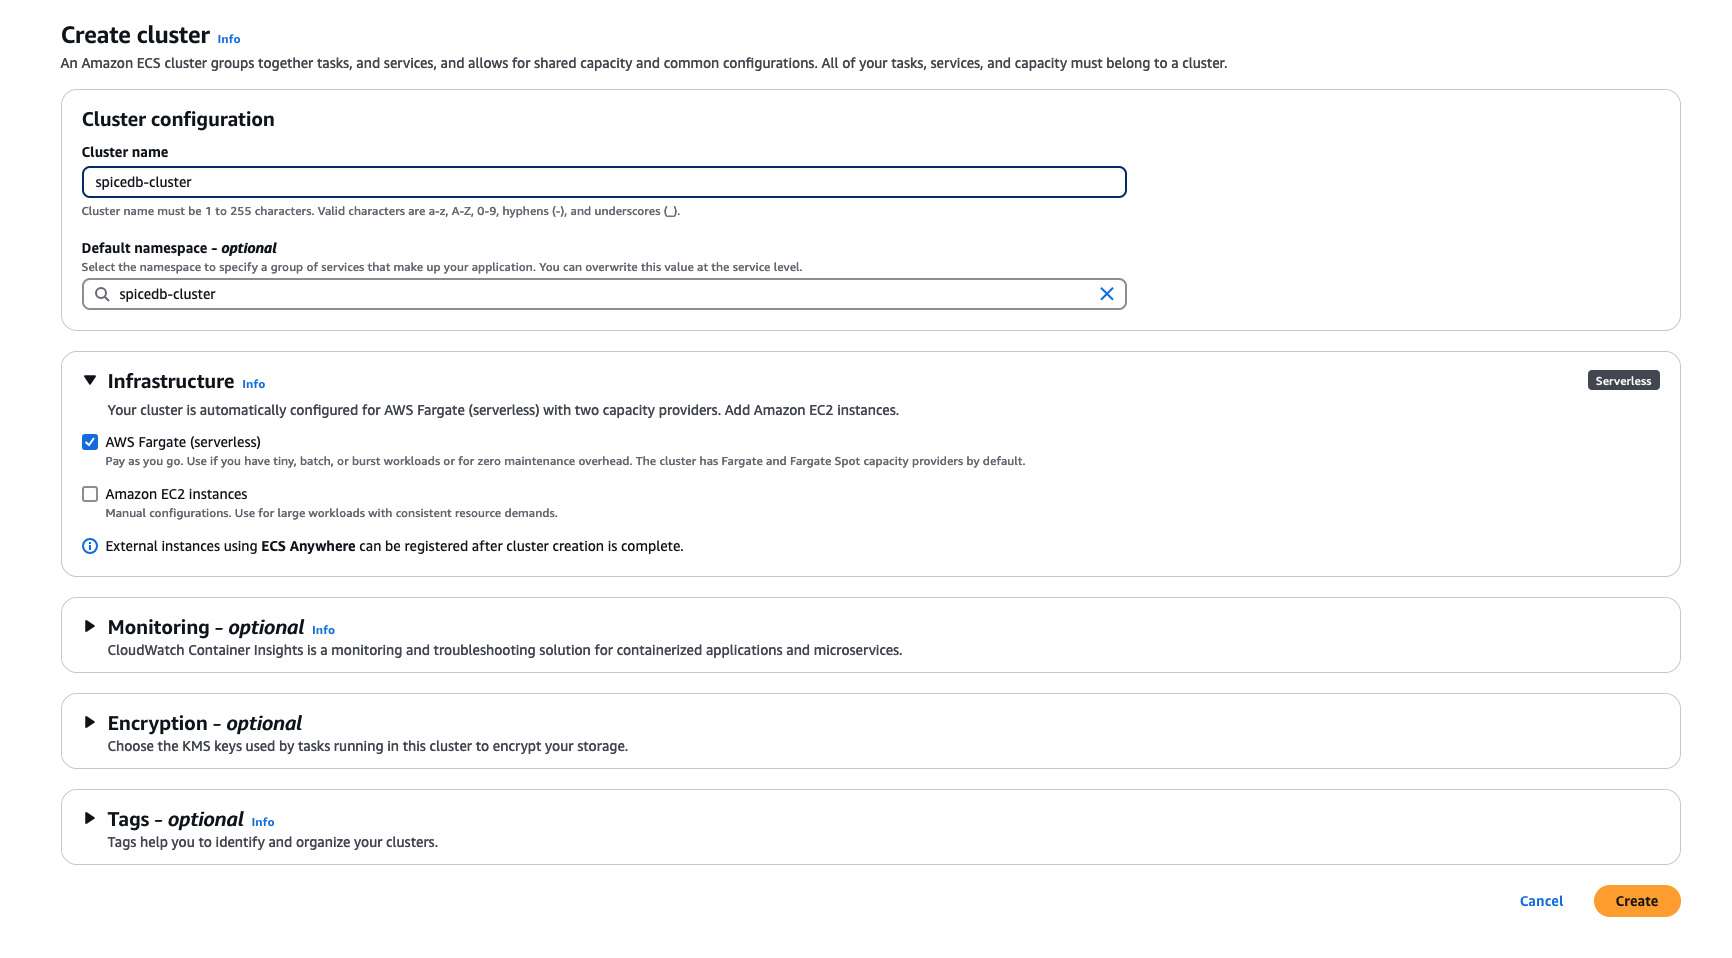 Create cluster Info
An Amazon ECS cluster groups together tasks, and services, and allows for shared capacity and common configurations. All of your tasks, services, and capacity must belong to a cluster.
Cluster configuration
Cluster name
spicedb-cluster
Cluster name must be 1 to 255 characters. Valid characters are a-z, A-Z, 0-9, hyphens (-), and underscores (_).
Default namespace - optional
Select the namespace to specify a group of services that make up your application. You can overwrite this value at the service level.
spicedb-cluster
Infrastructure Info
Serverless
Your cluster is automatically configured for AWS Fargate (serverless) with two capacity providers. Add Amazon EC2 instances.
AWS Fargate (serverless)
Pay as you go. Use if you have tiny, batch, or burst workloads or for zero maintenance overhead. The cluster has Fargate and Fargate Spot capacity providers by default.
Amazon EC2 instances
Manual configurations. Use for large workloads with consistent resource demands.
External instances using ECS Anywhere can be registered after cluster creation is complete.
Monitoring - optional Info
CloudWatch Container Insights is a monitoring and troubleshooting solution for containerized applications and microservices.
Encryption - optional
Choose the KMS keys used by tasks running in this cluster to encrypt your storage.
Tags - optional Info
Tags help you to identify and organize your clusters.
Cancel
Create